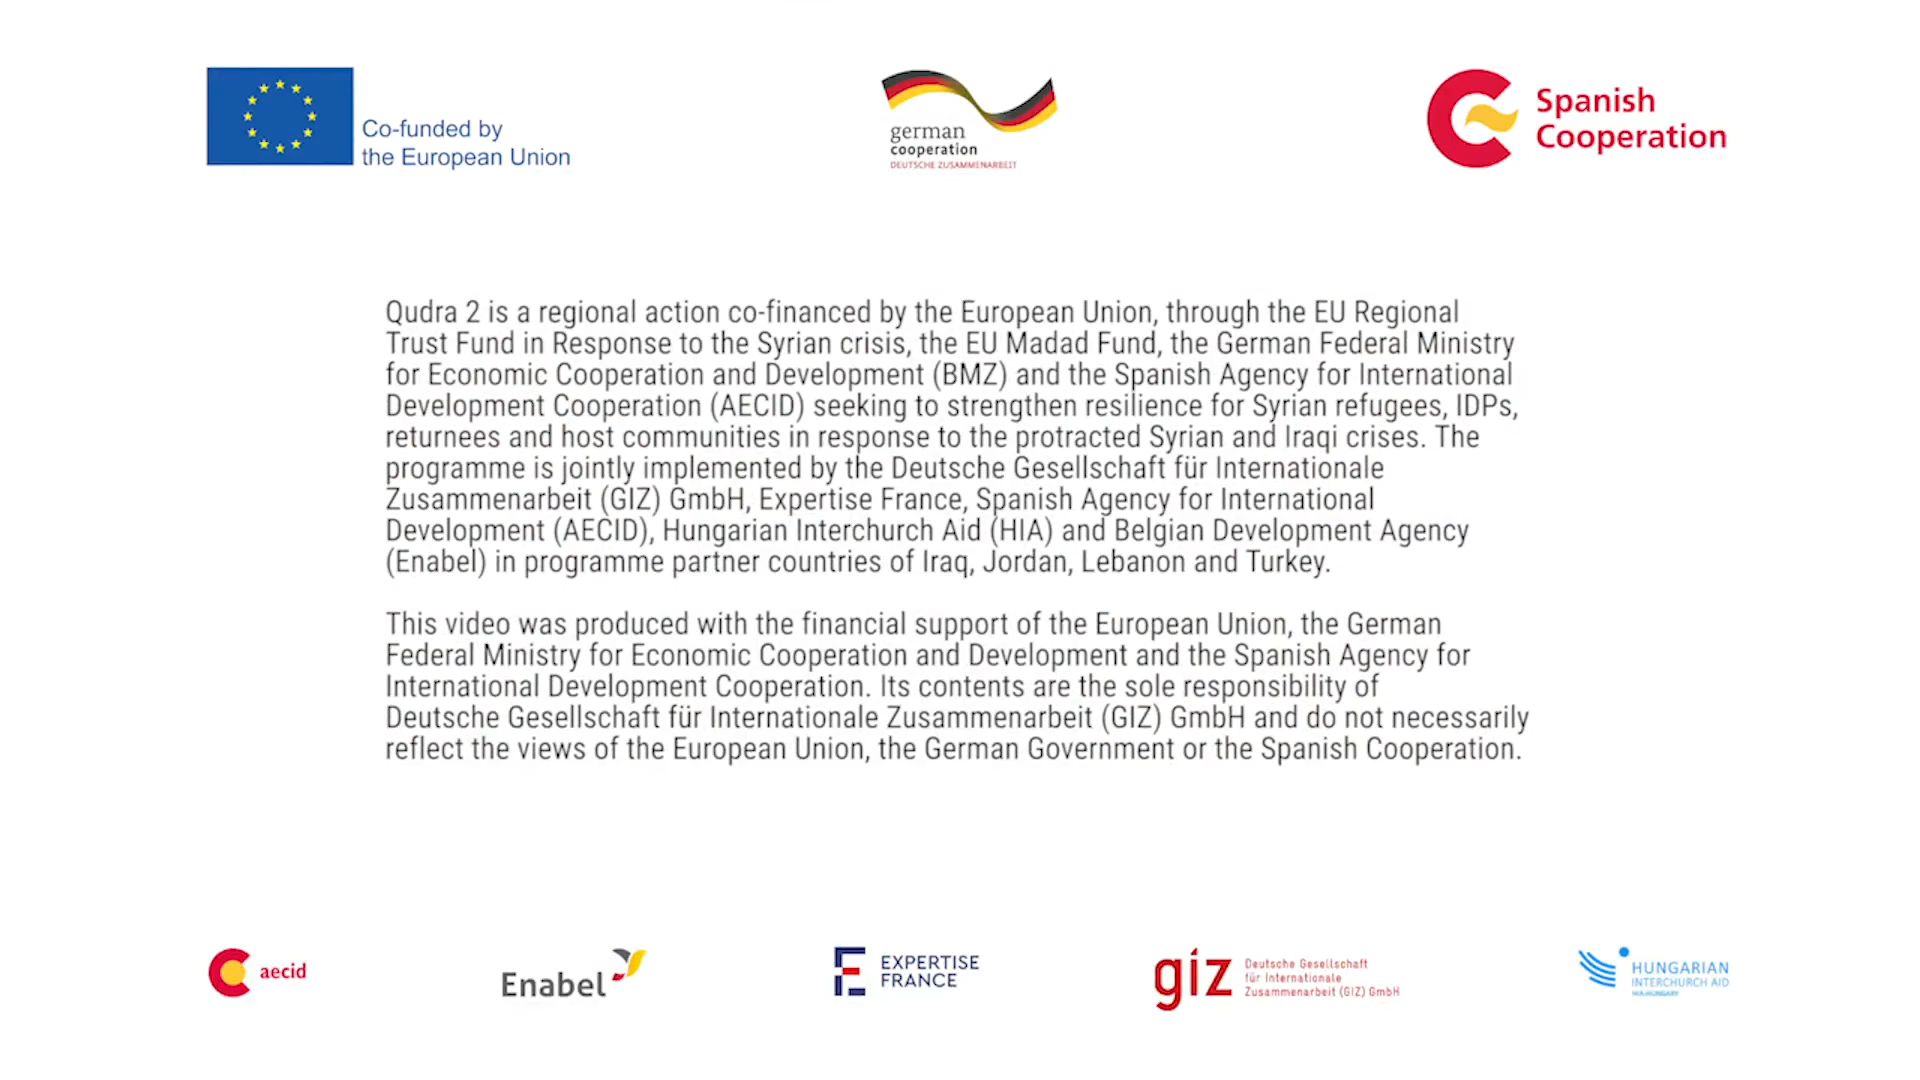 Co-funded by
the European Union
german
cooperation
DEUTSCHE ZUSAMMENARBEIT
Spanish
Cooperation
Qudra 2 is a regional action co-financed by the European Union, through the EU Regional
Trust Fund in Response to the Syrian crisis, the EU Madad Fund, the German Federal Ministry
for Economic Cooperation and Development (BMZ) and the Spanish Agency for International
Development Cooperation (AECID) seeking to strengthen resilience for Syrian refugees, IDPs,
returnees and host communities in response to the protracted Syrian and Iraqi crises. The
programme is jointly implemented by the Deutsche Gesellschaft für Internationale
Zusammenarbeit (GIZ) GmbH, Expertise France, Spanish Agency for International
Development (AECID), Hungarian Interchurch Aid (HIA) and Belgian Development Agency
(Enabel) in programme partner countries of Iraq, Jordan, Lebanon and Turkey.
This video was produced with the financial support of the European Union, the German
Federal Ministry for Economic Cooperation and Development and the Spanish Agency for
International Development Cooperation. Its contents are the sole responsibility of
Deutsche Gesellschaft für Internationale Zusammenarbeit (GIZ) GmbH and do not necessarily
reflect the views of the European Union, the German Government or the Spanish Cooperation.
aecid
Enabel
EXPERTISE
FRANCE
giz
Deutsche Gesellschaft
für Internationale
Zusammenarbeit (GIZ) GmbH
HUNGARIAN
INTERCHURCH AID
HIA-HUNGARY